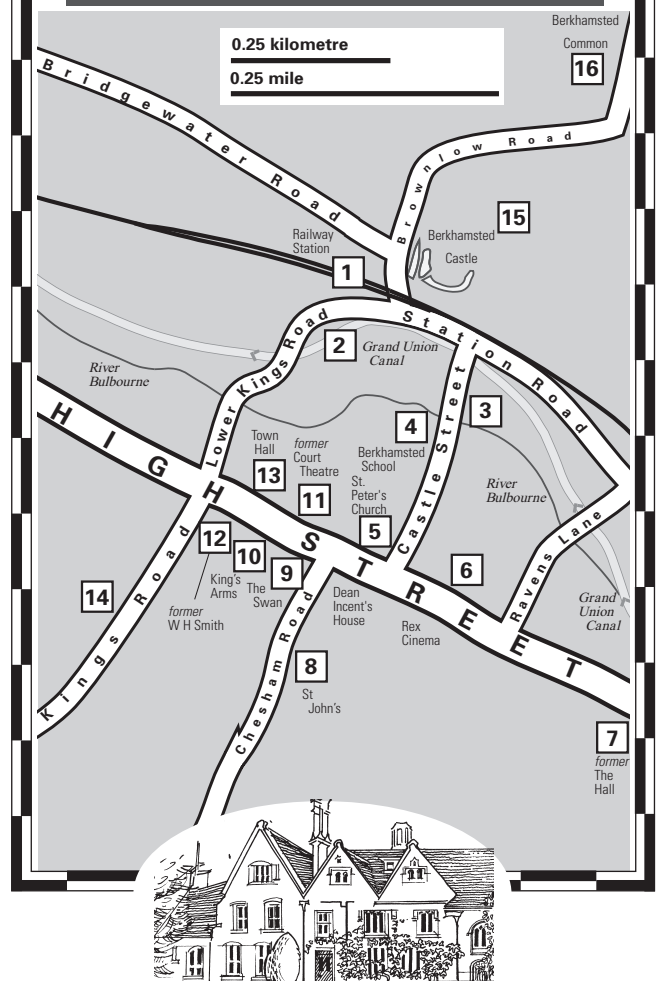 Berkhamsted
Common
16
0.25 kilometre
0.25 mile
Bridgewater Road
Brownlow Road
15
Berkhamsted
Castle
Railway
Station
1
Station Road
Lower Kings Road
2
Grand Union
Canal
River
Bulbourne
3
4
Castle Street
Berkhamsted
School
Town
Hall
13
former
Court
Theatre
11
St.
Peter's
Church
5
River
Bulbourne
Ravens Lane
Grand
Union
Canal
HIGH STREET
12
10
9
6
King's
Arms
The
Swan
former
W H Smith
14
Kings Road
Dean
Incent's
House
Rex
Cinema
Chesham Road
8
St
John's
7
former
The
Hall